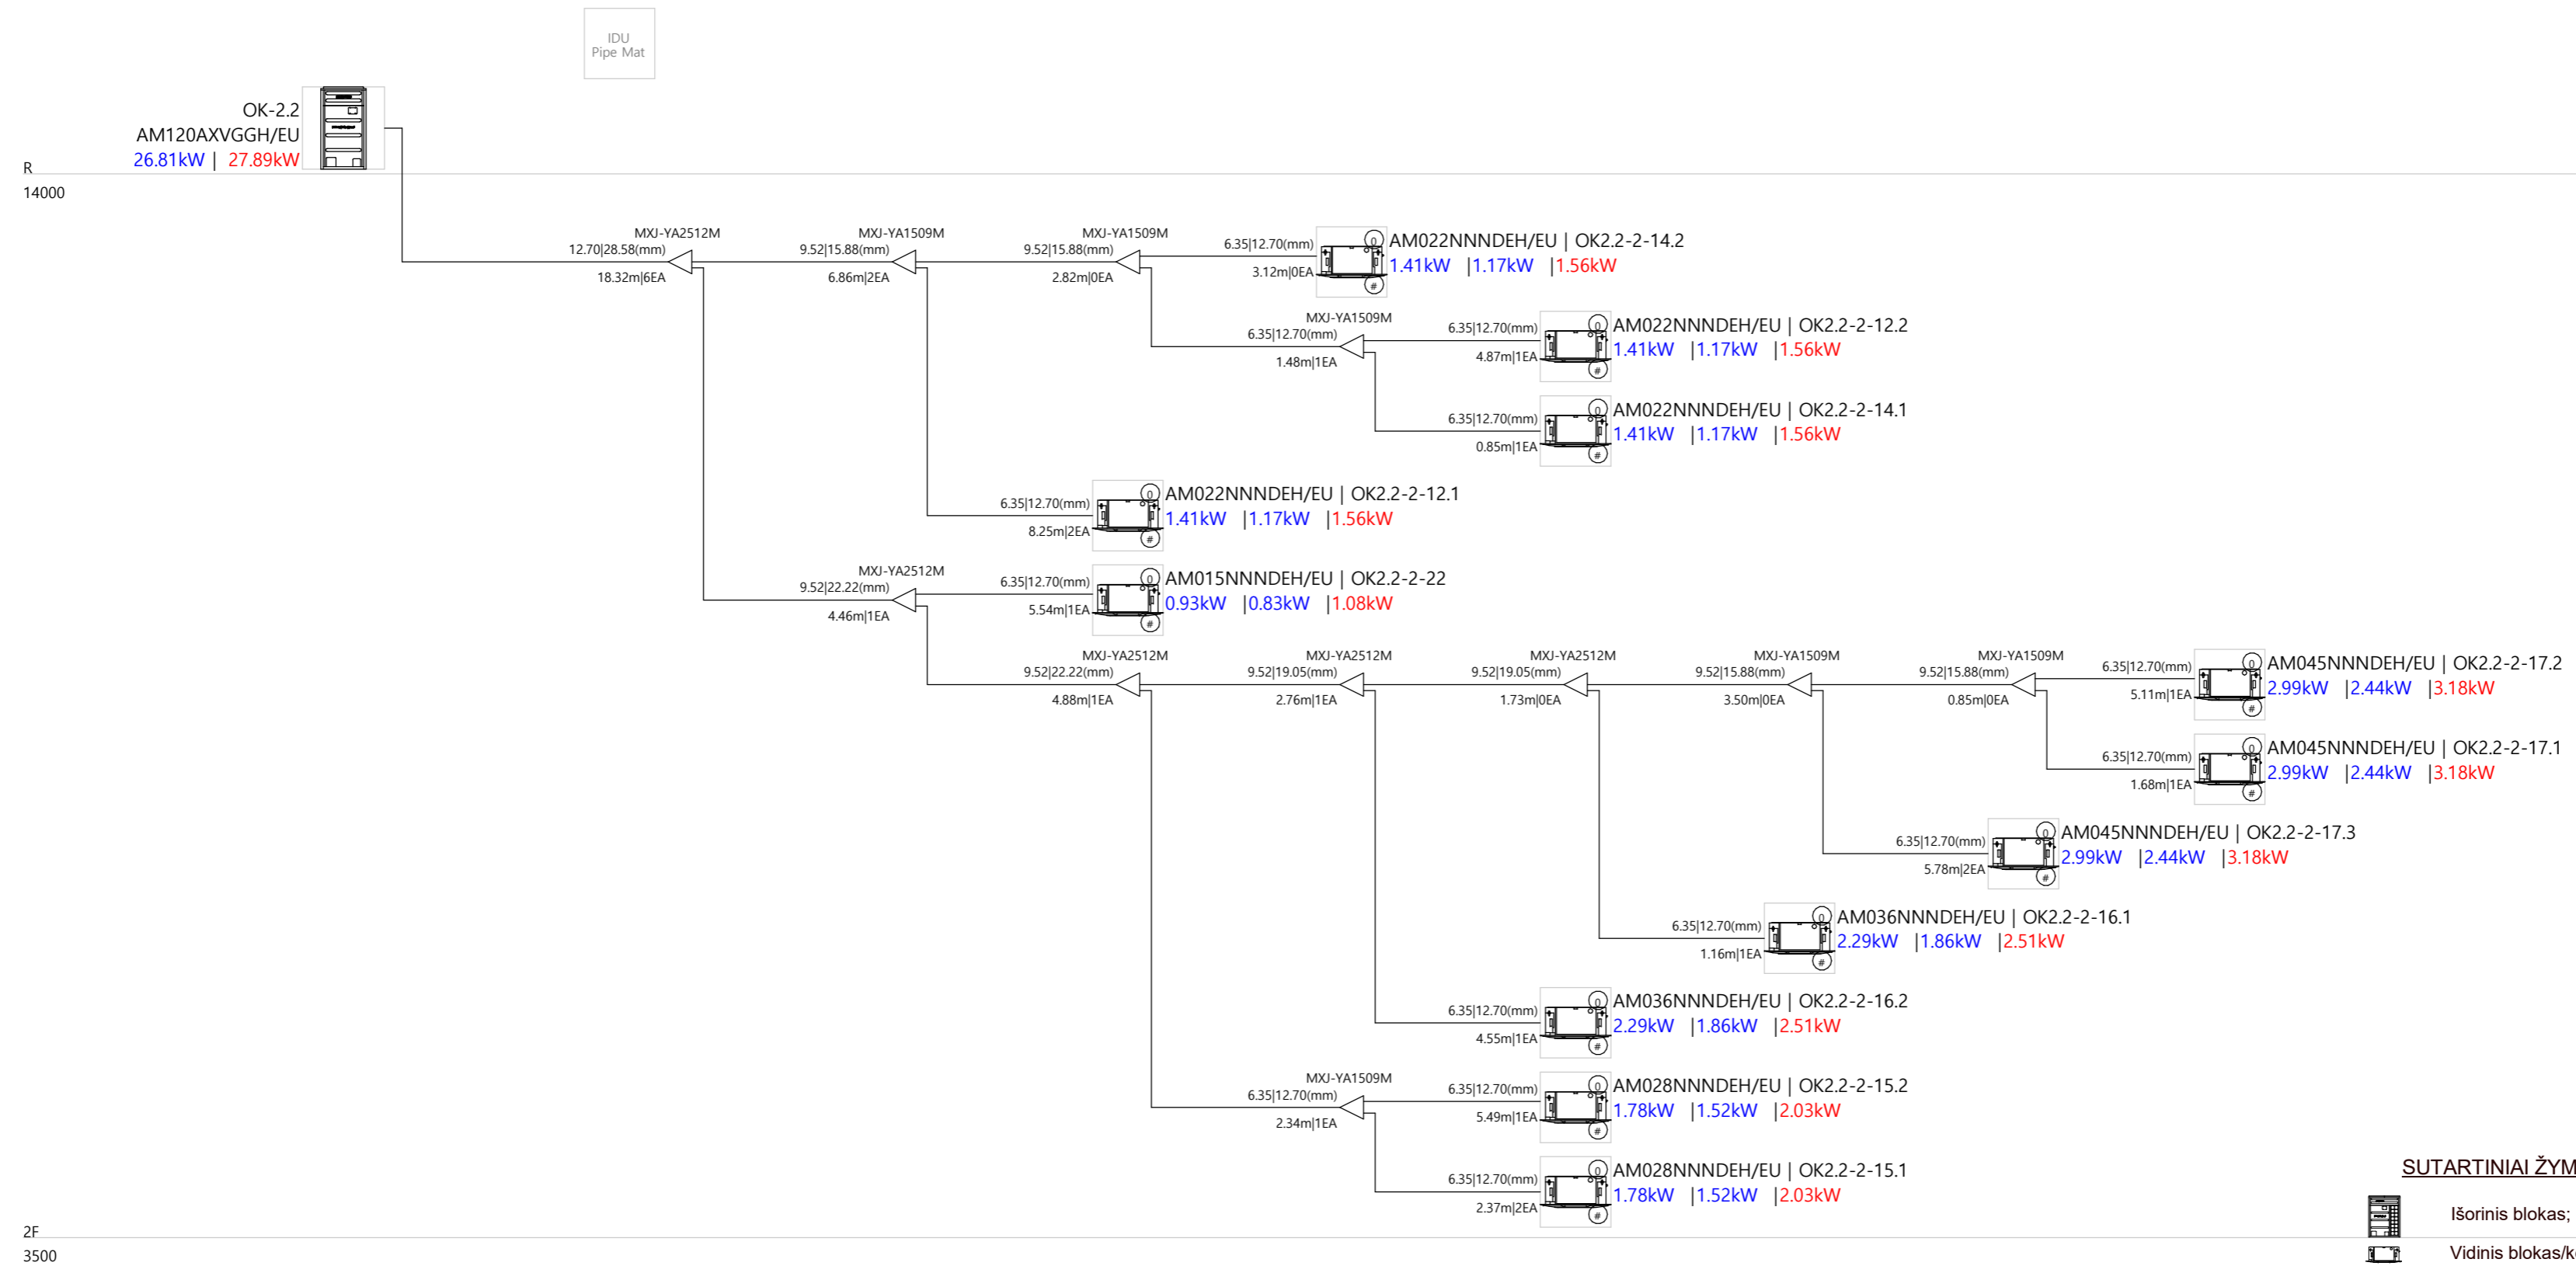 IDU
Pipe Mat
OK-2.2
AM120AXVGGH/EU
26.81kW | 27.89kW
R
14000
MXJ-YA2512M
12.70|28.58(mm)
18.32m|6EA
MXJ-YA1509M
9.52|15.88(mm)
6.86m|2EA
MXJ-YA1509M
9.52|15.88(mm)
2.82m|0EA
6.35|12.70(mm)
3.12m|0EA
0
#
AM022NNNDEH/EU | OK2.2-2-14.2
1.41kW |1.17kW |1.56kW
MXJ-YA1509M
6.35|12.70(mm)
1.48m|1EA
6.35|12.70(mm)
4.87m|1EA
0
#
AM022NNNDEH/EU | OK2.2-2-12.2
1.41kW |1.17kW |1.56kW
6.35|12.70(mm)
0.85m|1EA
0
#
AM022NNNDEH/EU | OK2.2-2-14.1
1.41kW |1.17kW |1.56kW
6.35|12.70(mm)
8.25m|2EA
0
#
AM022NNNDEH/EU | OK2.2-2-12.1
1.41kW |1.17kW |1.56kW
MXJ-YA2512M
9.52|22.22(mm)
4.46m|1EA
6.35|12.70(mm)
5.54m|1EA
0
#
AM015NNNDEH/EU | OK2.2-2-22
0.93kW |0.83kW |1.08kW
MXJ-YA2512M
9.52|22.22(mm)
4.88m|1EA
MXJ-YA2512M
9.52|19.05(mm)
2.76m|1EA
MXJ-YA2512M
9.52|19.05(mm)
1.73m|0EA
MXJ-YA1509M
9.52|15.88(mm)
3.50m|0EA
MXJ-YA1509M
9.52|15.88(mm)
0.85m|0EA
6.35|12.70(mm)
5.11m|1EA
0
#
AM045NNNDEH/EU | OK2.2-2-17.2
2.99kW |2.44kW |3.18kW
6.35|12.70(mm)
1.68m|1EA
0
#
AM045NNNDEH/EU | OK2.2-2-17.1
2.99kW |2.44kW |3.18kW
6.35|12.70(mm)
5.78m|2EA
0
#
AM045NNNDEH/EU | OK2.2-2-17.3
2.99kW |2.44kW |3.18kW
6.35|12.70(mm)
1.16m|1EA
0
#
AM036NNNDEH/EU | OK2.2-2-16.1
2.29kW |1.86kW |2.51kW
6.35|12.70(mm)
4.55m|1EA
0
#
AM036NNNDEH/EU | OK2.2-2-16.2
2.29kW |1.86kW |2.51kW
MXJ-YA1509M
6.35|12.70(mm)
2.34m|1EA
6.35|12.70(mm)
5.49m|1EA
0
#
AM028NNNDEH/EU | OK2.2-2-15.2
1.78kW |1.52kW |2.03kW
6.35|12.70(mm)
2.37m|2EA
0
#
AM028NNNDEH/EU | OK2.2-2-15.1
1.78kW |1.52kW |2.03kW
2F
3500
SUTARTINIAI ŽYM
Išorinis blokas;
Vidinis blokas/k